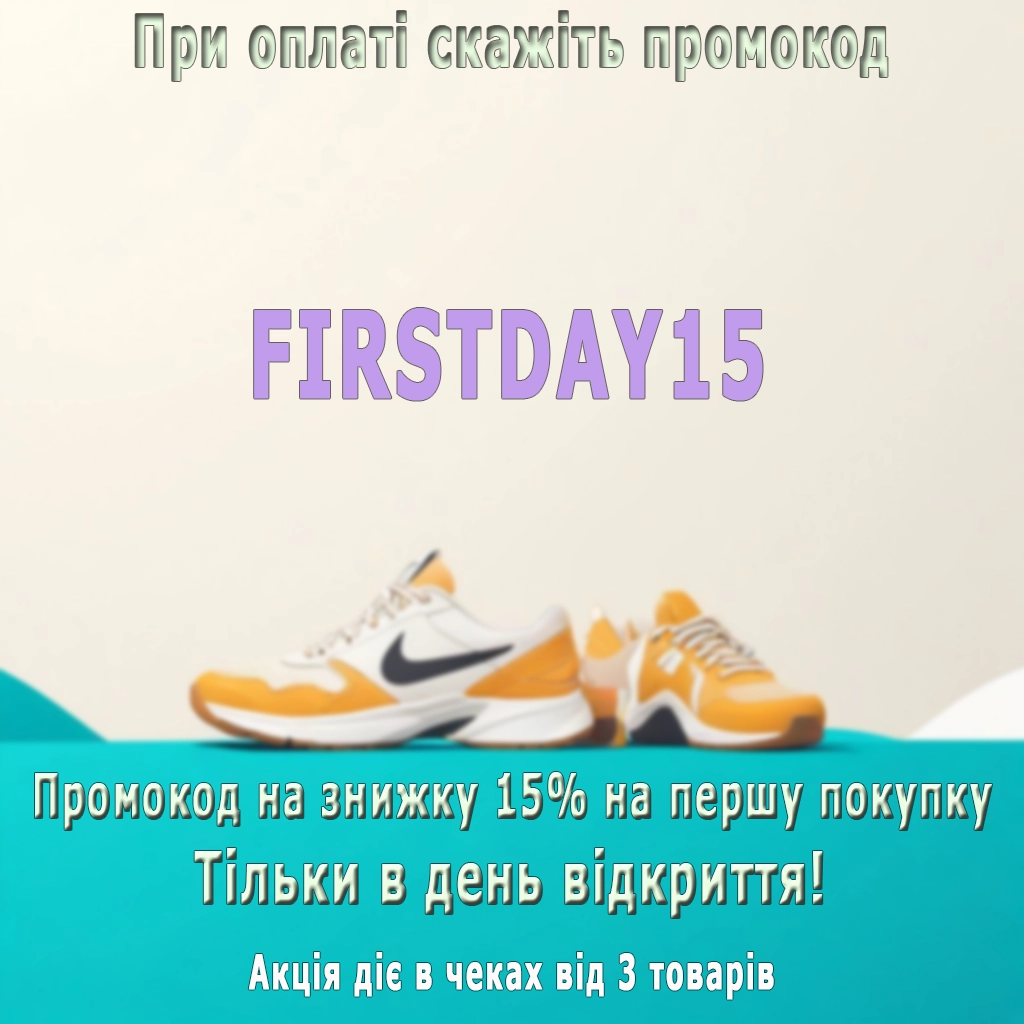 При оплаті скажіть промокод
FIRSTDAY15
Промокод на знижку 15% на першу покупку
Тільки в день відкриття!
Акція діє в чеках від 3 товарів